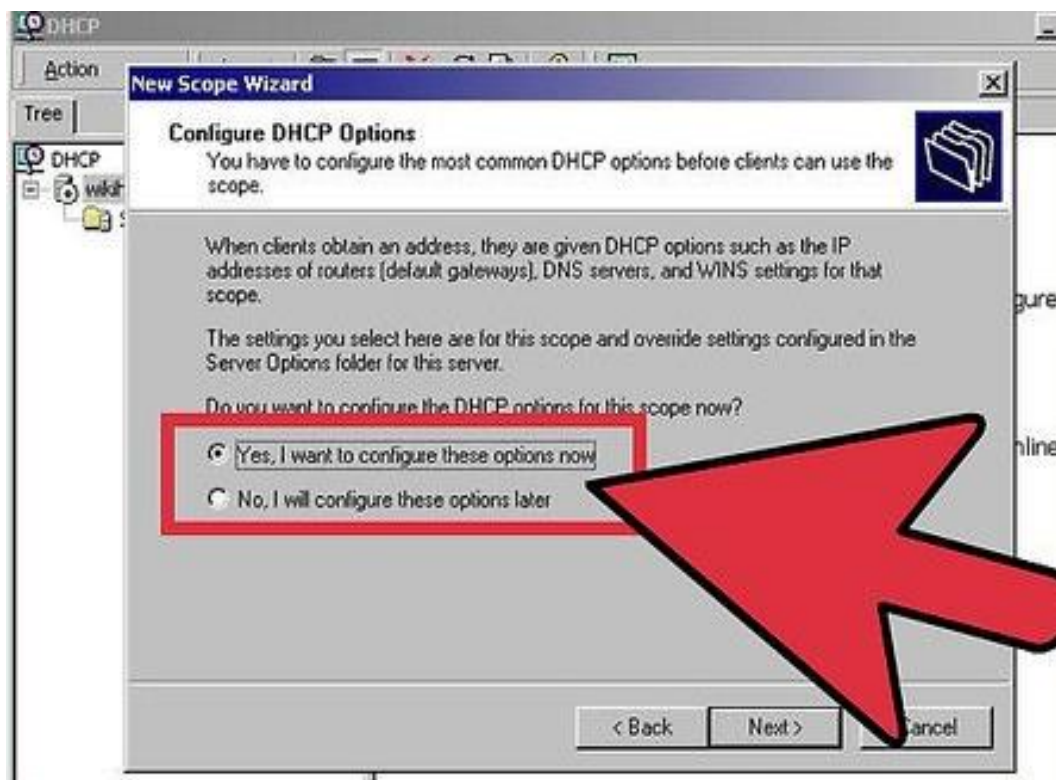 DHCP
Action
New Scope Wizard
Tree
Configure DHCP Options
You have to configure the most common DHCP options before clients can use the
scope.
DHCP
When clients obtain an address, they are given DHCP options such as the IP
addresses of routers (default gateways), DNS servers, and WINS settings for that
scope.
The settings you select here are for this scope and override settings configured in the
Server Options folder for this server.
Do you want to configure the DHCP options for this scope now?
Yes, I want to configure these options now
No, I will configure these options later
< Back
Next >